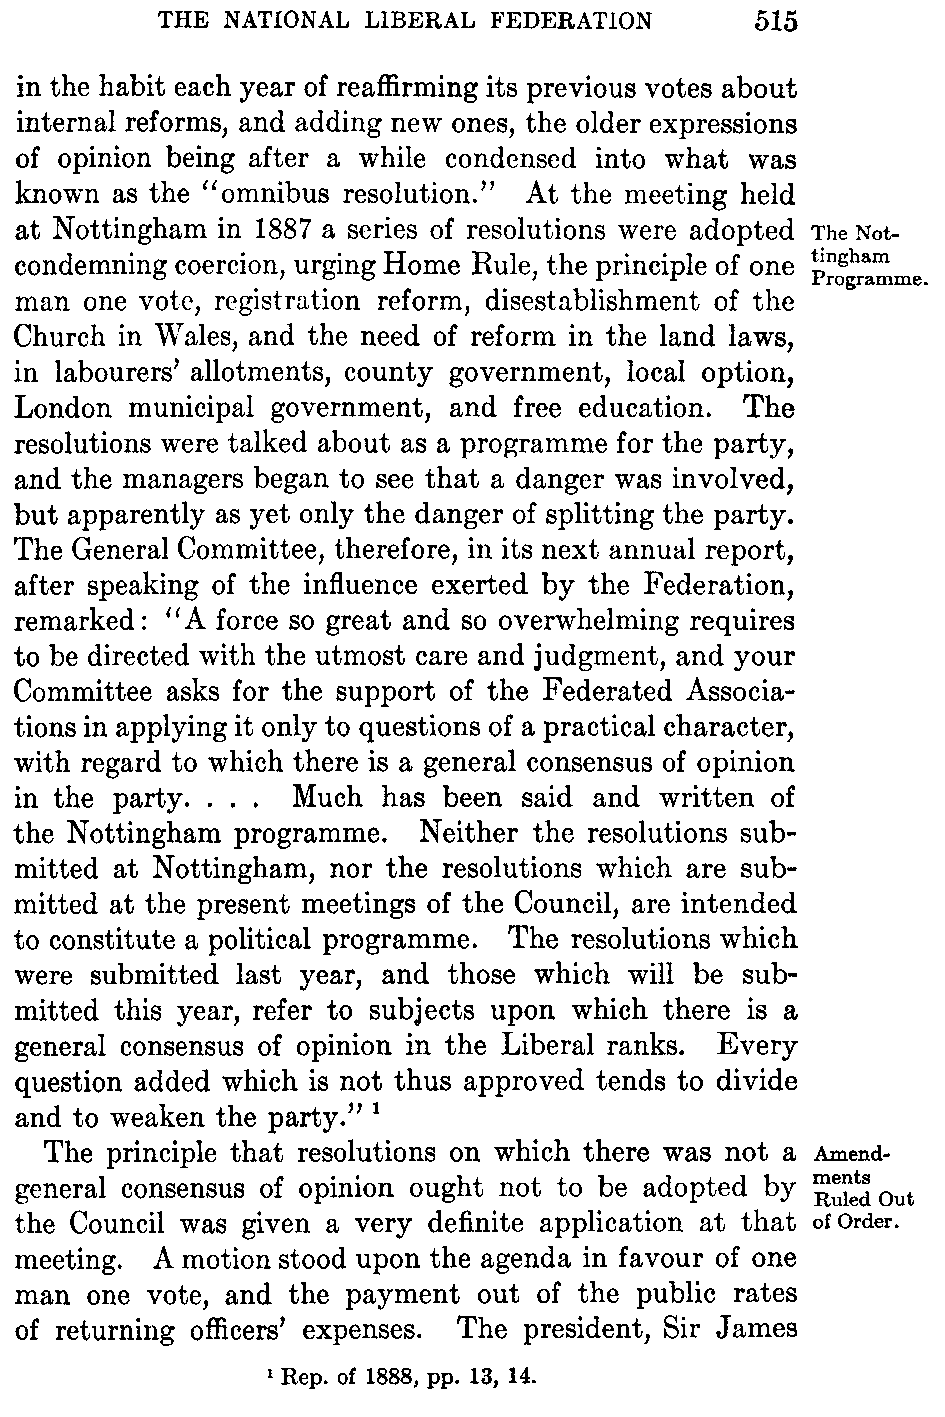 THE NATIONAL LIBERAL FEDERATION 515
in the habit each year of reaffirming its previous votes about
internal reforms, and adding new ones, the older expressions
of opinion being after a while condensed into what was
known as the "omnibus resolution." At the meeting held
at Nottingham in 1887 a series of resolutions were adopted
condemning coercion, urging Home Rule, the principle of one
man one vote, registration reform, disestablishment of the
Church in Wales, and the need of reform in the land laws,
in labourers' allotments, county government, local option,
London municipal government, and free education. The
resolutions were talked about as a programme for the party,
and the managers began to see that a danger was involved,
but apparently as yet only the danger of splitting the party.
The General Committee, therefore, in its next annual report,
after speaking of the influence exerted by the Federation,
remarked: "A force so great and so overwhelming requires
to be directed with the utmost care and judgment, and your
Committee asks for the support of the Federated Associa-
tions in applying it only to questions of a practical character,
with regard to which there is a general consensus of opinion
in the party. . . . Much has been said and written of
the Nottingham programme. Neither the resolutions sub-
mitted at Nottingham, nor the resolutions which are sub-
mitted at the present meetings of the Council, are intended
to constitute a political programme. The resolutions which
were submitted last year, and those which will be sub-
mitted this year, refer to subjects upon which there is a
general consensus of opinion in the Liberal ranks. Every
question added which is not thus approved tends to divide
and to weaken the party." ¹
The principle that resolutions on which there was not a
general consensus of opinion ought not to be adopted by
the Council was given a very definite application at that
meeting. A motion stood upon the agenda in favour of one
man one vote, and the payment out of the public rates
of returning officers' expenses. The president, Sir James
The Not-
tingham
Programme.
Amend-
ments
Ruled Out
of Order.
¹ Rep. of 1888, pp. 13, 14.